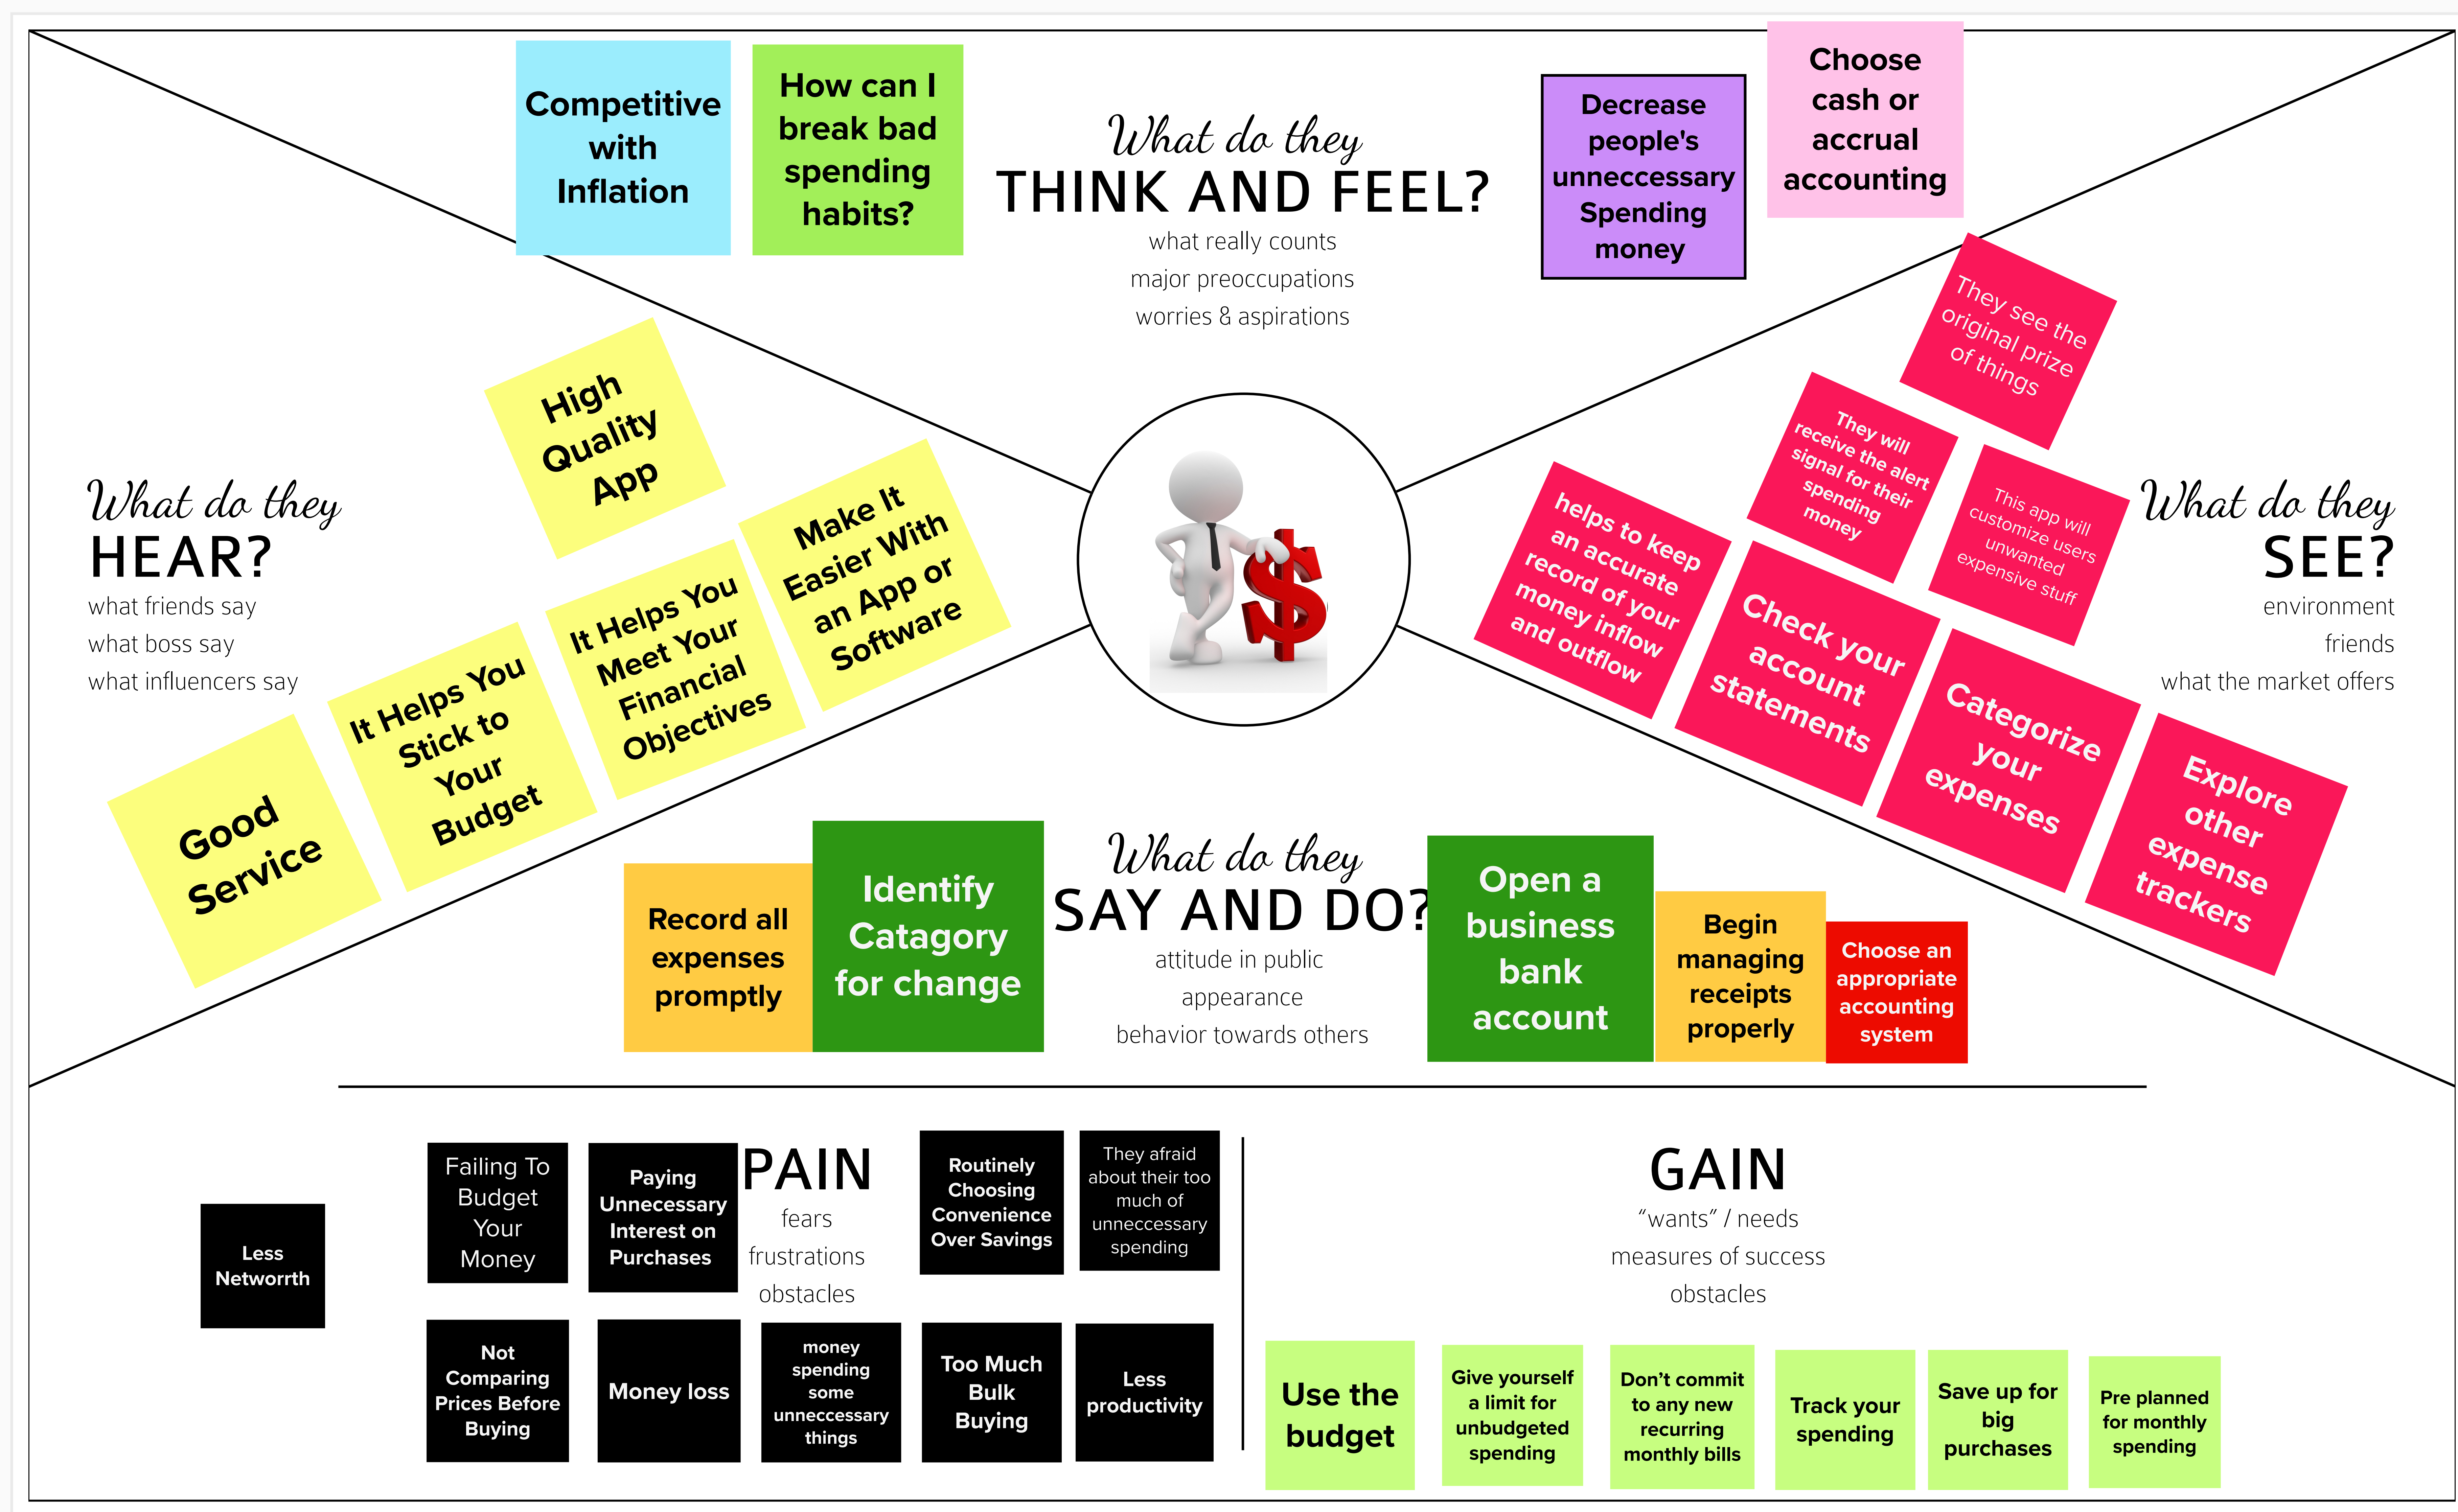 Competitive
with
Inflation
How can I
break bad
spending
habits?
What do they
THINK AND FEEL?
what really counts
major preoccupations
worries & aspirations
Decrease
people's
unneccessary
Spending
money
Choose
cash or
accrual
accounting
What do they
HEAR?
what friends say
what boss say
what influencers say
High
Quality
App
Make It
Easier With
an App or
Software
It Helps You
Meet Your
Financial
Objectives
It Helps You
Stick to
Your
Budget
Good
Service
They see the
original prize
of things
They will
receive the alert
signal for their
spending
money
This app will
customize users
unwanted
expensive stuff
What do they
SEE?
environment
friends
what the market offers
helps to keep
an accurate
record of your
money inflow
and outflow
Check your
account
statements
Categorize
your
expenses
Explore
other
expense
trackers
Record all
expenses
promptly
Identify
Catagory
for change
What do they
SAY AND DO?
attitude in public
appearance
behavior towards others
Open a
business
bank
account
Begin
managing
receipts
properly
Choose an
appropriate
accounting
system
Less
Networrth
Failing To
Budget
Your
Money
Paying
Unnecessary
Interest on
Purchases
PAIN
fears
frustrations
obstacles
Routinely
Choosing
Convenience
Over Savings
They afraid
about their too
much of
unneccessary
spending
Not
Comparing
Prices Before
Buying
Money loss
money
spending
some
unneccessary
things
Too Much
Bulk
Buying
Less
productivity
GAIN
“wants” / needs
measures of success
obstacles
Use the
budget
Give yourself
a limit for
unbudgeted
spending
Don’t commit
to any new
recurring
monthly bills
Track your
spending
Save up for
big
purchases
Pre planned
for monthly
spending